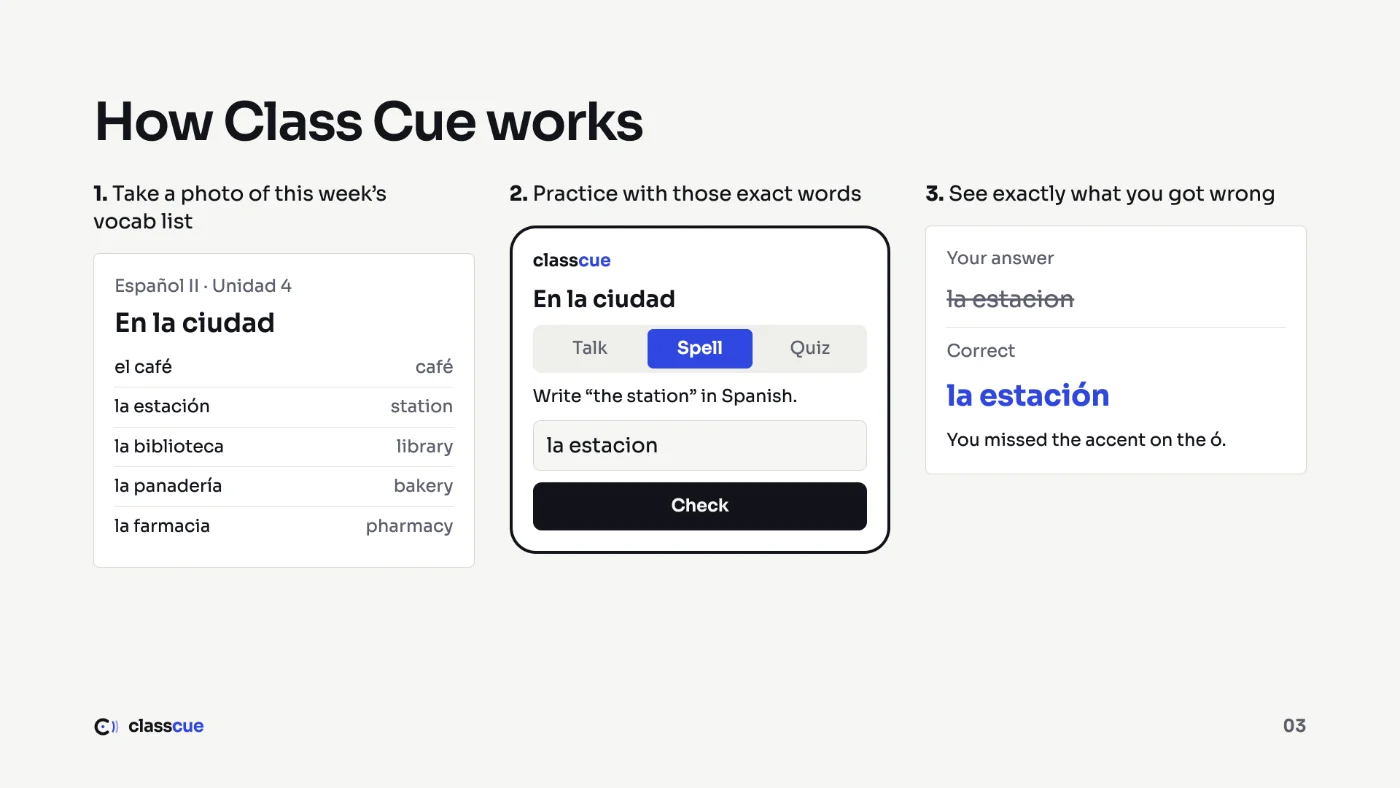 How Class Cue works
1. Take a photo of this week’s
vocab list
Español II · Unidad 4
En la ciudad
el café café
la estación station
la biblioteca library
la panadería bakery
la farmacia pharmacy
2. Practice with those exact words
classcue
En la ciudad
Talk Spell Quiz
Write “the station” in Spanish.
la estacion
Check
3. See exactly what you got wrong
Your answer
la estacion
Correct
la estación
You missed the accent on the ó.
classcue
03